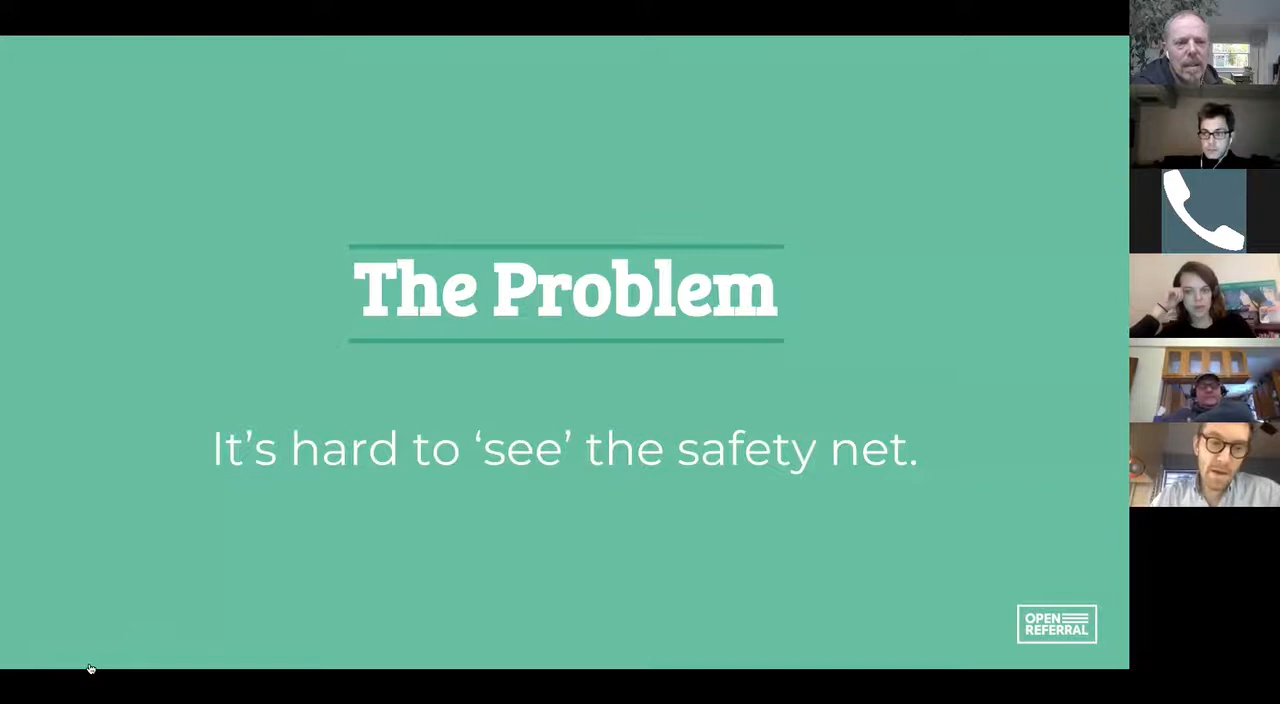 The Problem
It's hard to ‘see’ the safety net.
OPEN
REFERRAL